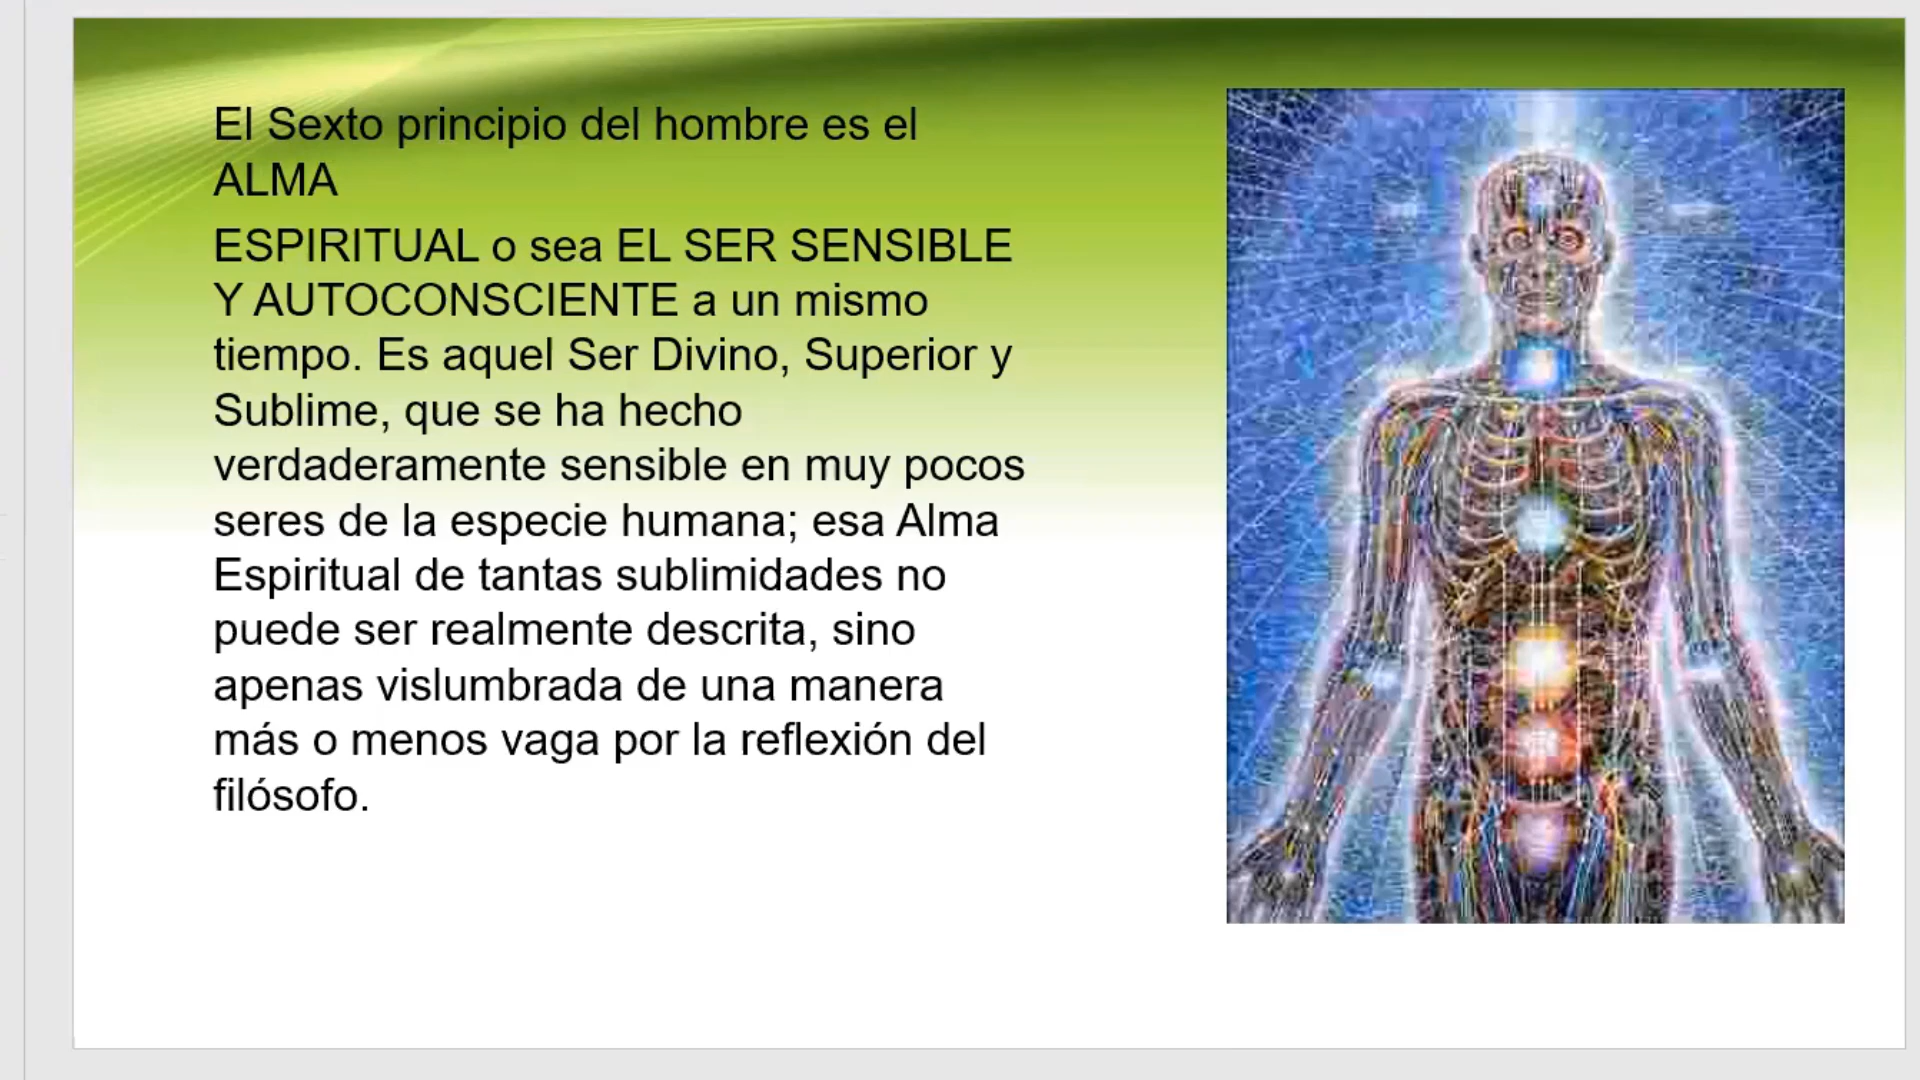 El Sexto principio del hombre es el
ALMA
ESPIRITUAL o sea EL SER SENSIBLE
Y AUTOCONSCIENTE a un mismo
tiempo. Es aquel Ser Divino, Superior y
Sublime, que se ha hecho
verdaderamente sensible en muy pocos
seres de la especie humana; esa Alma
Espiritual de tantas sublimidades no
puede ser realmente descrita, sino
apenas vislumbrada de una manera
más o menos vaga por la reflexión del
filósofo.